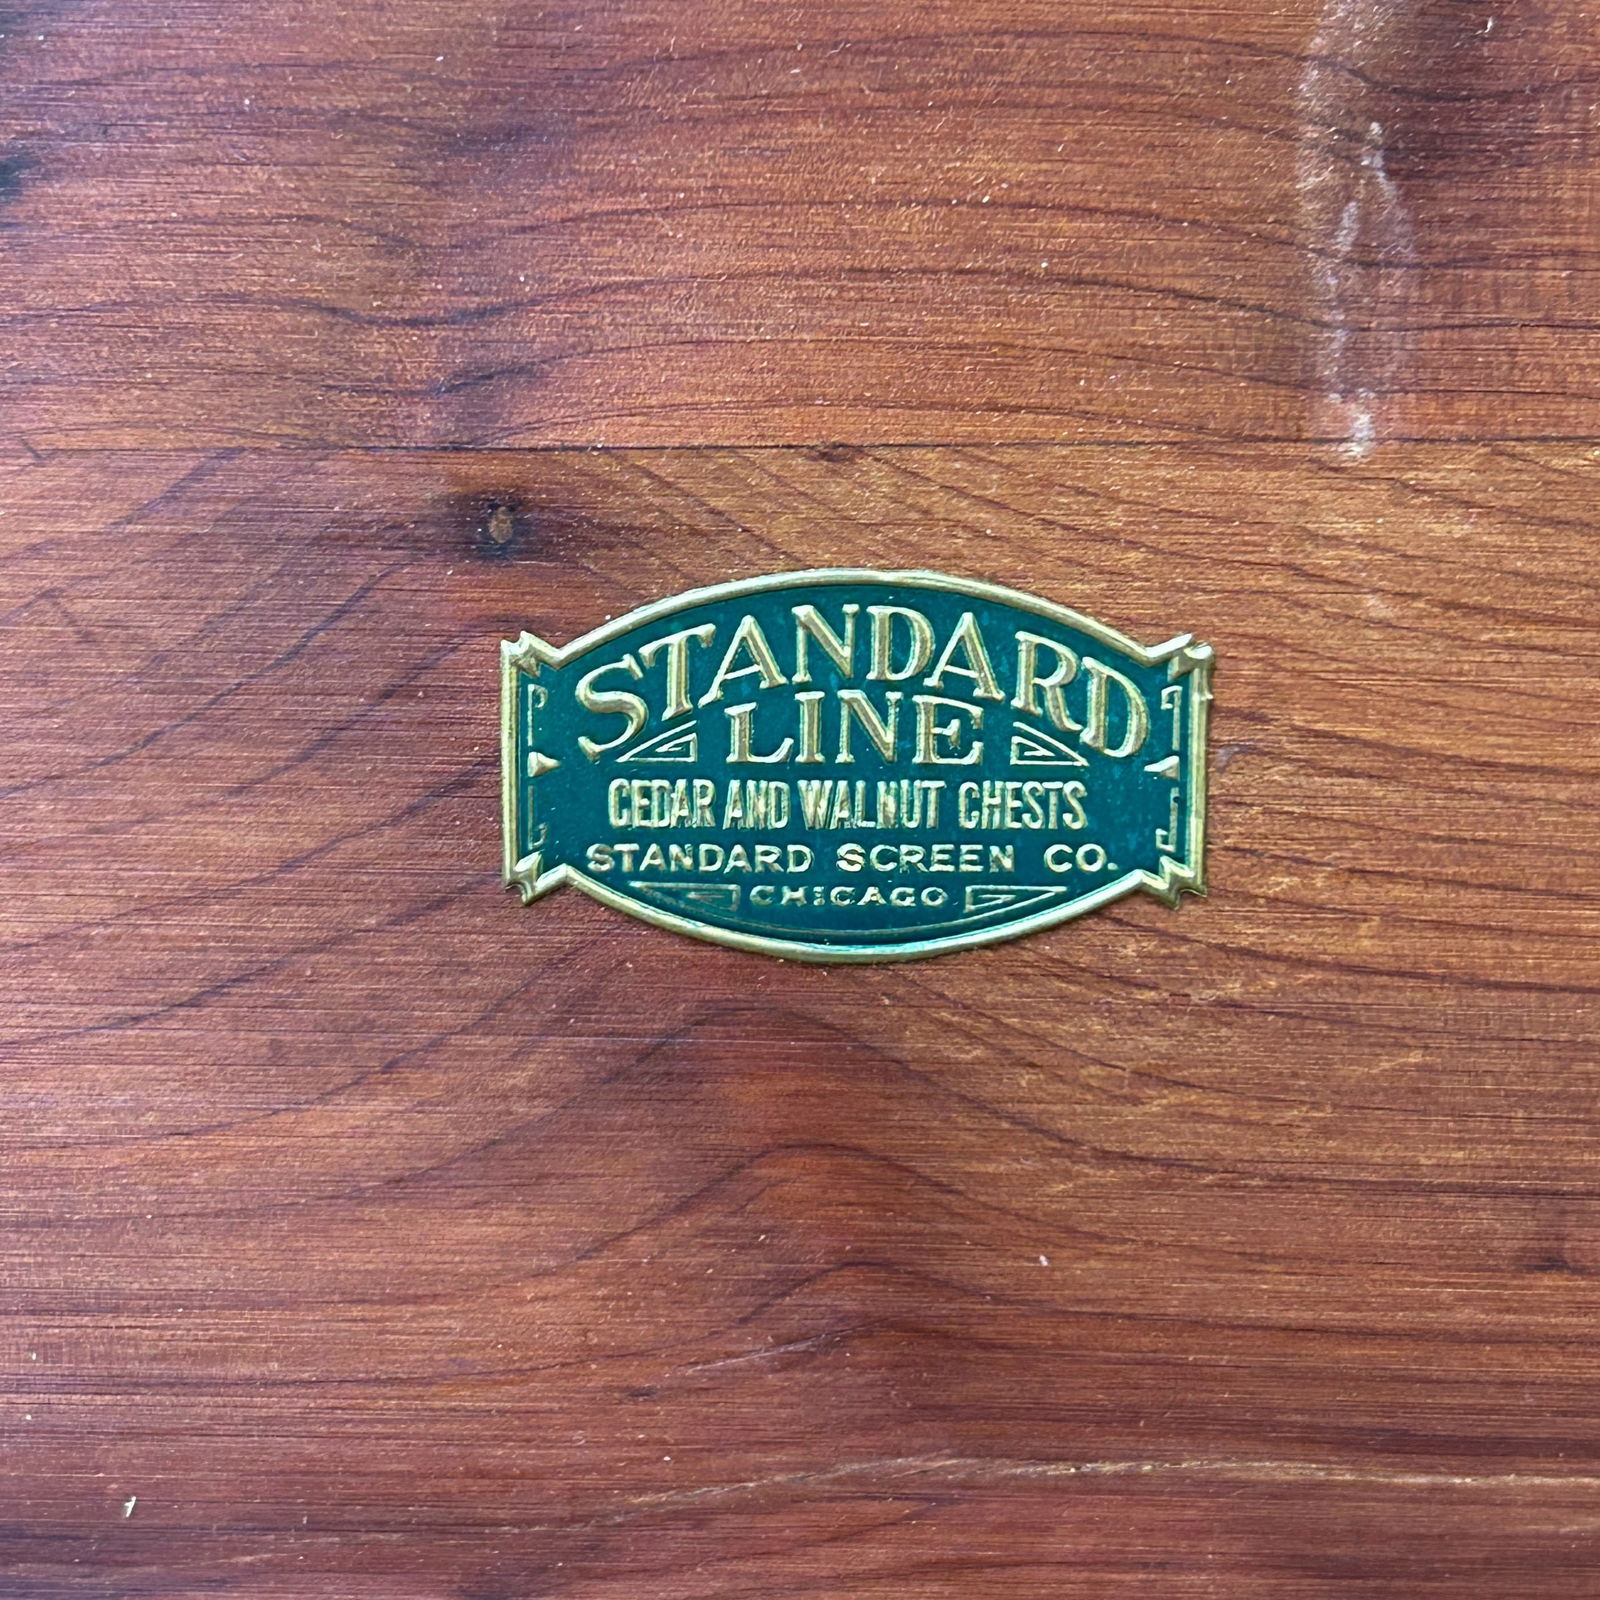 STANDARD
LINE
CEDAR AND WALNUT CHESTS
STANDARD SCREEN CO.
CHICAGO